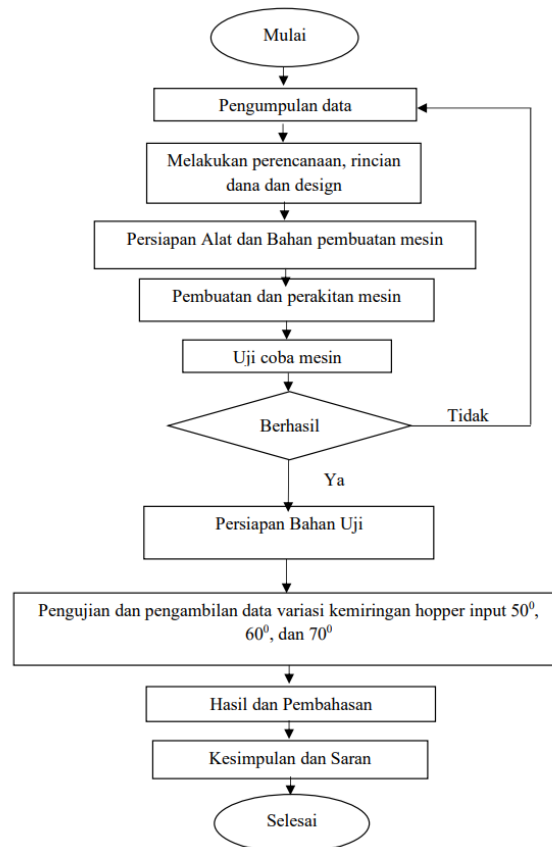 Mulai
Pengumpulan data
Melakukan perencanaan, rincian
dana dan design
Persiapan Alat dan Bahan pembuatan mesin
Pembuatan dan perakitan mesin
Uji coba mesin
Berhasil
Tidak
Ya
Persiapan Bahan Uji
Pengujian dan pengambilan data variasi kemiringan hopper input 50⁰,
60⁰, dan 70⁰
Hasil dan Pembahasan
Kesimpulan dan Saran
Selesai